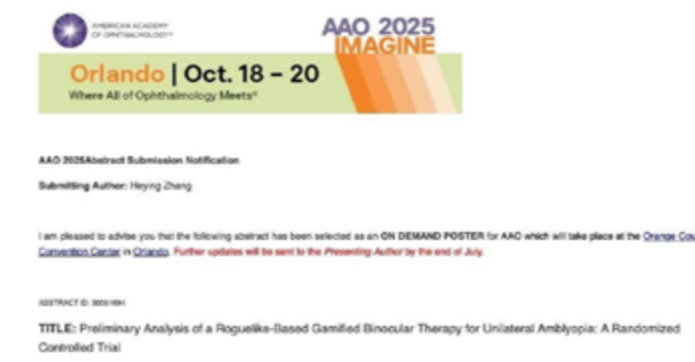 AMERICAN ACADEMY
OF OPHTHALMOLOGY
AAO 2025
IMAGINE
Orlando | Oct. 18 – 20
Where All of Ophthalmology Meets®
AAO 2025Abstract Submission Notification
Submitting Author: Heying Zhang
I am pleased to advise you that the following abstract has been selected as an ON DEMAND POSTER for AAO which will take place at the Orange Cou
Convention Center in Orlando. Further updates will be sent to the Presenting Author by the end of July.
ABSTRACT ID:
TITLE: Preliminary Analysis of a Roguelike-Based Gamified Binocular Therapy for Unilateral Amblyopia: A Randomized
Controlled Trial